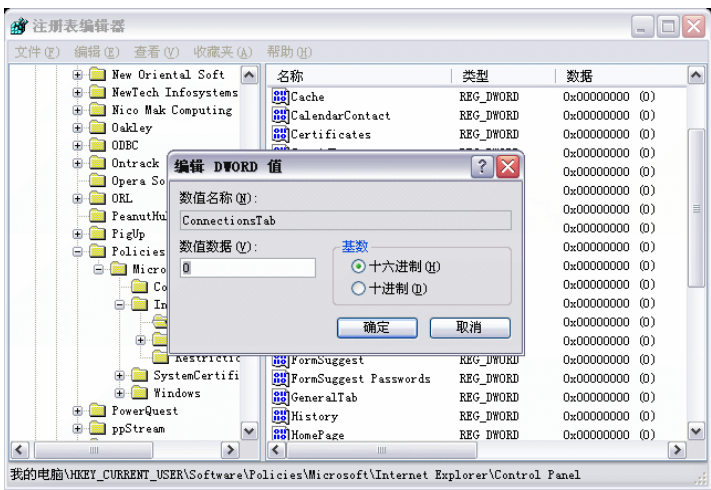 注册表编辑器
文件(F) 编辑(E) 查看(V) 收藏夹(A) 帮助(H)
New Oriental Soft
NewTech Infosystems
Nico Mak Computing
Oakley
ODBC
Ontrack
Opera So
ORL
PeanutHu
PigUp
Policies
Micro
Co
In
Restrictic
SystemCertifi
Windows
PowerQuest
ppStream
名称 类型 数据
Cache REG_DWORD 0x00000000 (0)
CalendarContact REG_DWORD 0x00000000 (0)
Certificates REG_DWORD 0x00000000 (0)
0x00000000 (0)
0x00000000 (0)
0x00000000 (0)
0x00000000 (0)
0x00000000 (0)
0x00000000 (0)
0x00000000 (0)
0x00000000 (0)
0x00000000 (0)
0x00000000 (0)
0x00000000 (0)
FormSuggest REG_DWORD 0x00000000 (0)
FormSuggest Passwords REG_DWORD 0x00000000 (0)
GeneralTab REG_DWORD 0x00000000 (0)
History REG_DWORD 0x00000000 (0)
HomePage REG_DWORD 0x00000000 (0)
编辑 DWORD 值
数值名称(N):
ConnectionsTab
数值数据(V):
0
基数
十六进制(H)
十进制(D)
确定 取消
我的电脑\HKEY_CURRENT_USER\Software\Policies\Microsoft\Internet Explorer\Control Panel